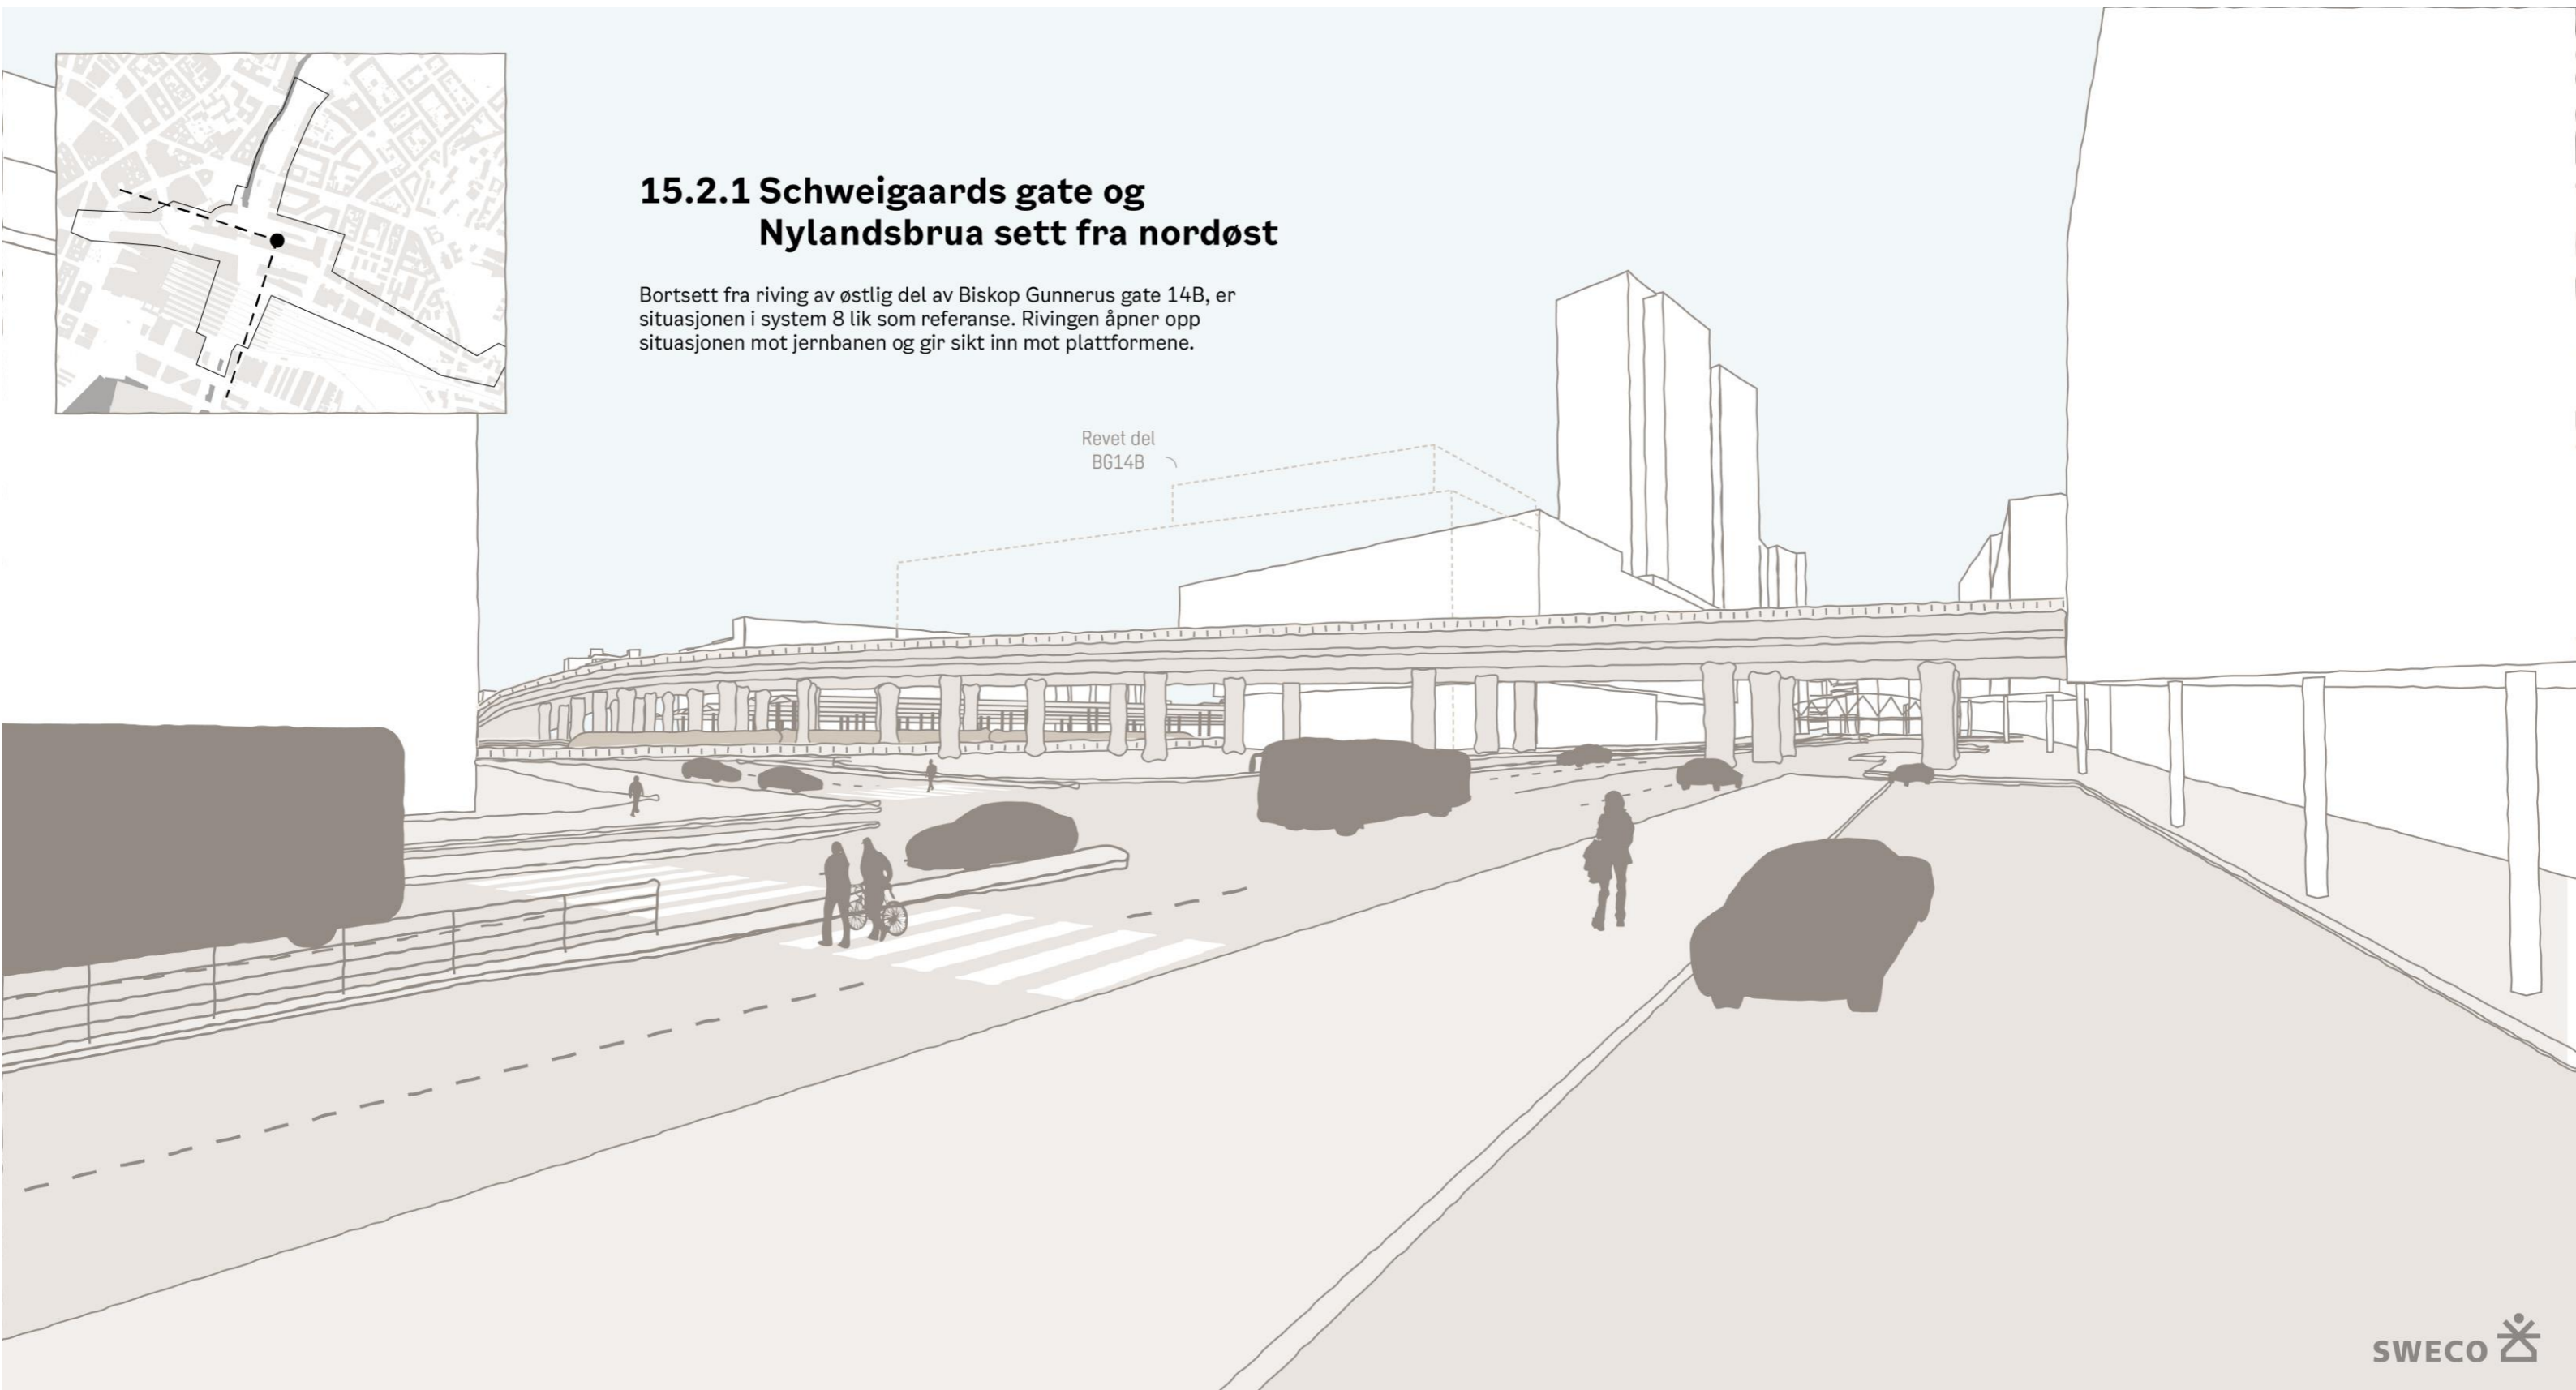 15.2.1 Schweigaards gate og
Nylandsbrua sett fra nordøst
Bortsett fra riving av østlig del av Biskop Gunnerus gate 14B, er
situasjonen i system 8 lik som referanse. Rivingen åpner opp
situasjonen mot jernbanen og gir sikt inn mot plattformene.
Revet del
BG14B
SWECO